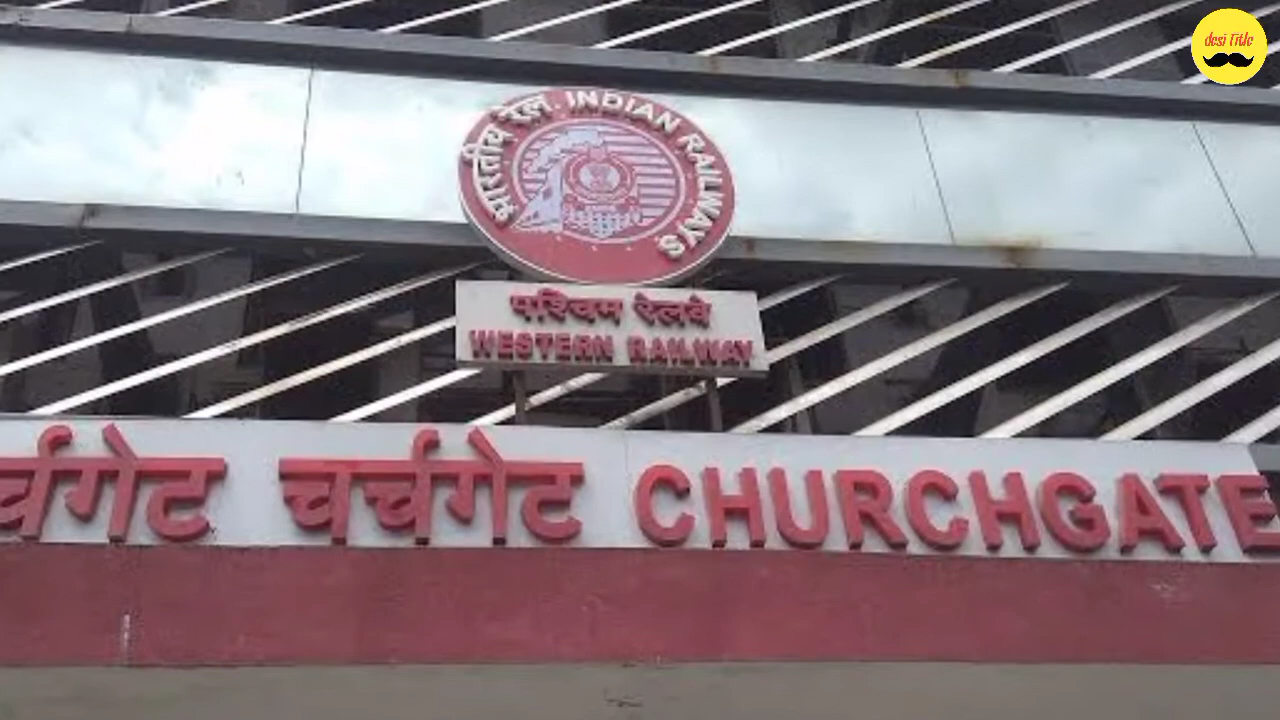 desi Title
भारतीय रेल INDIAN RAILWAYS
पश्चिम रेलवे
WESTERN RAILWAY
चर्चगेट CHURCHGATE